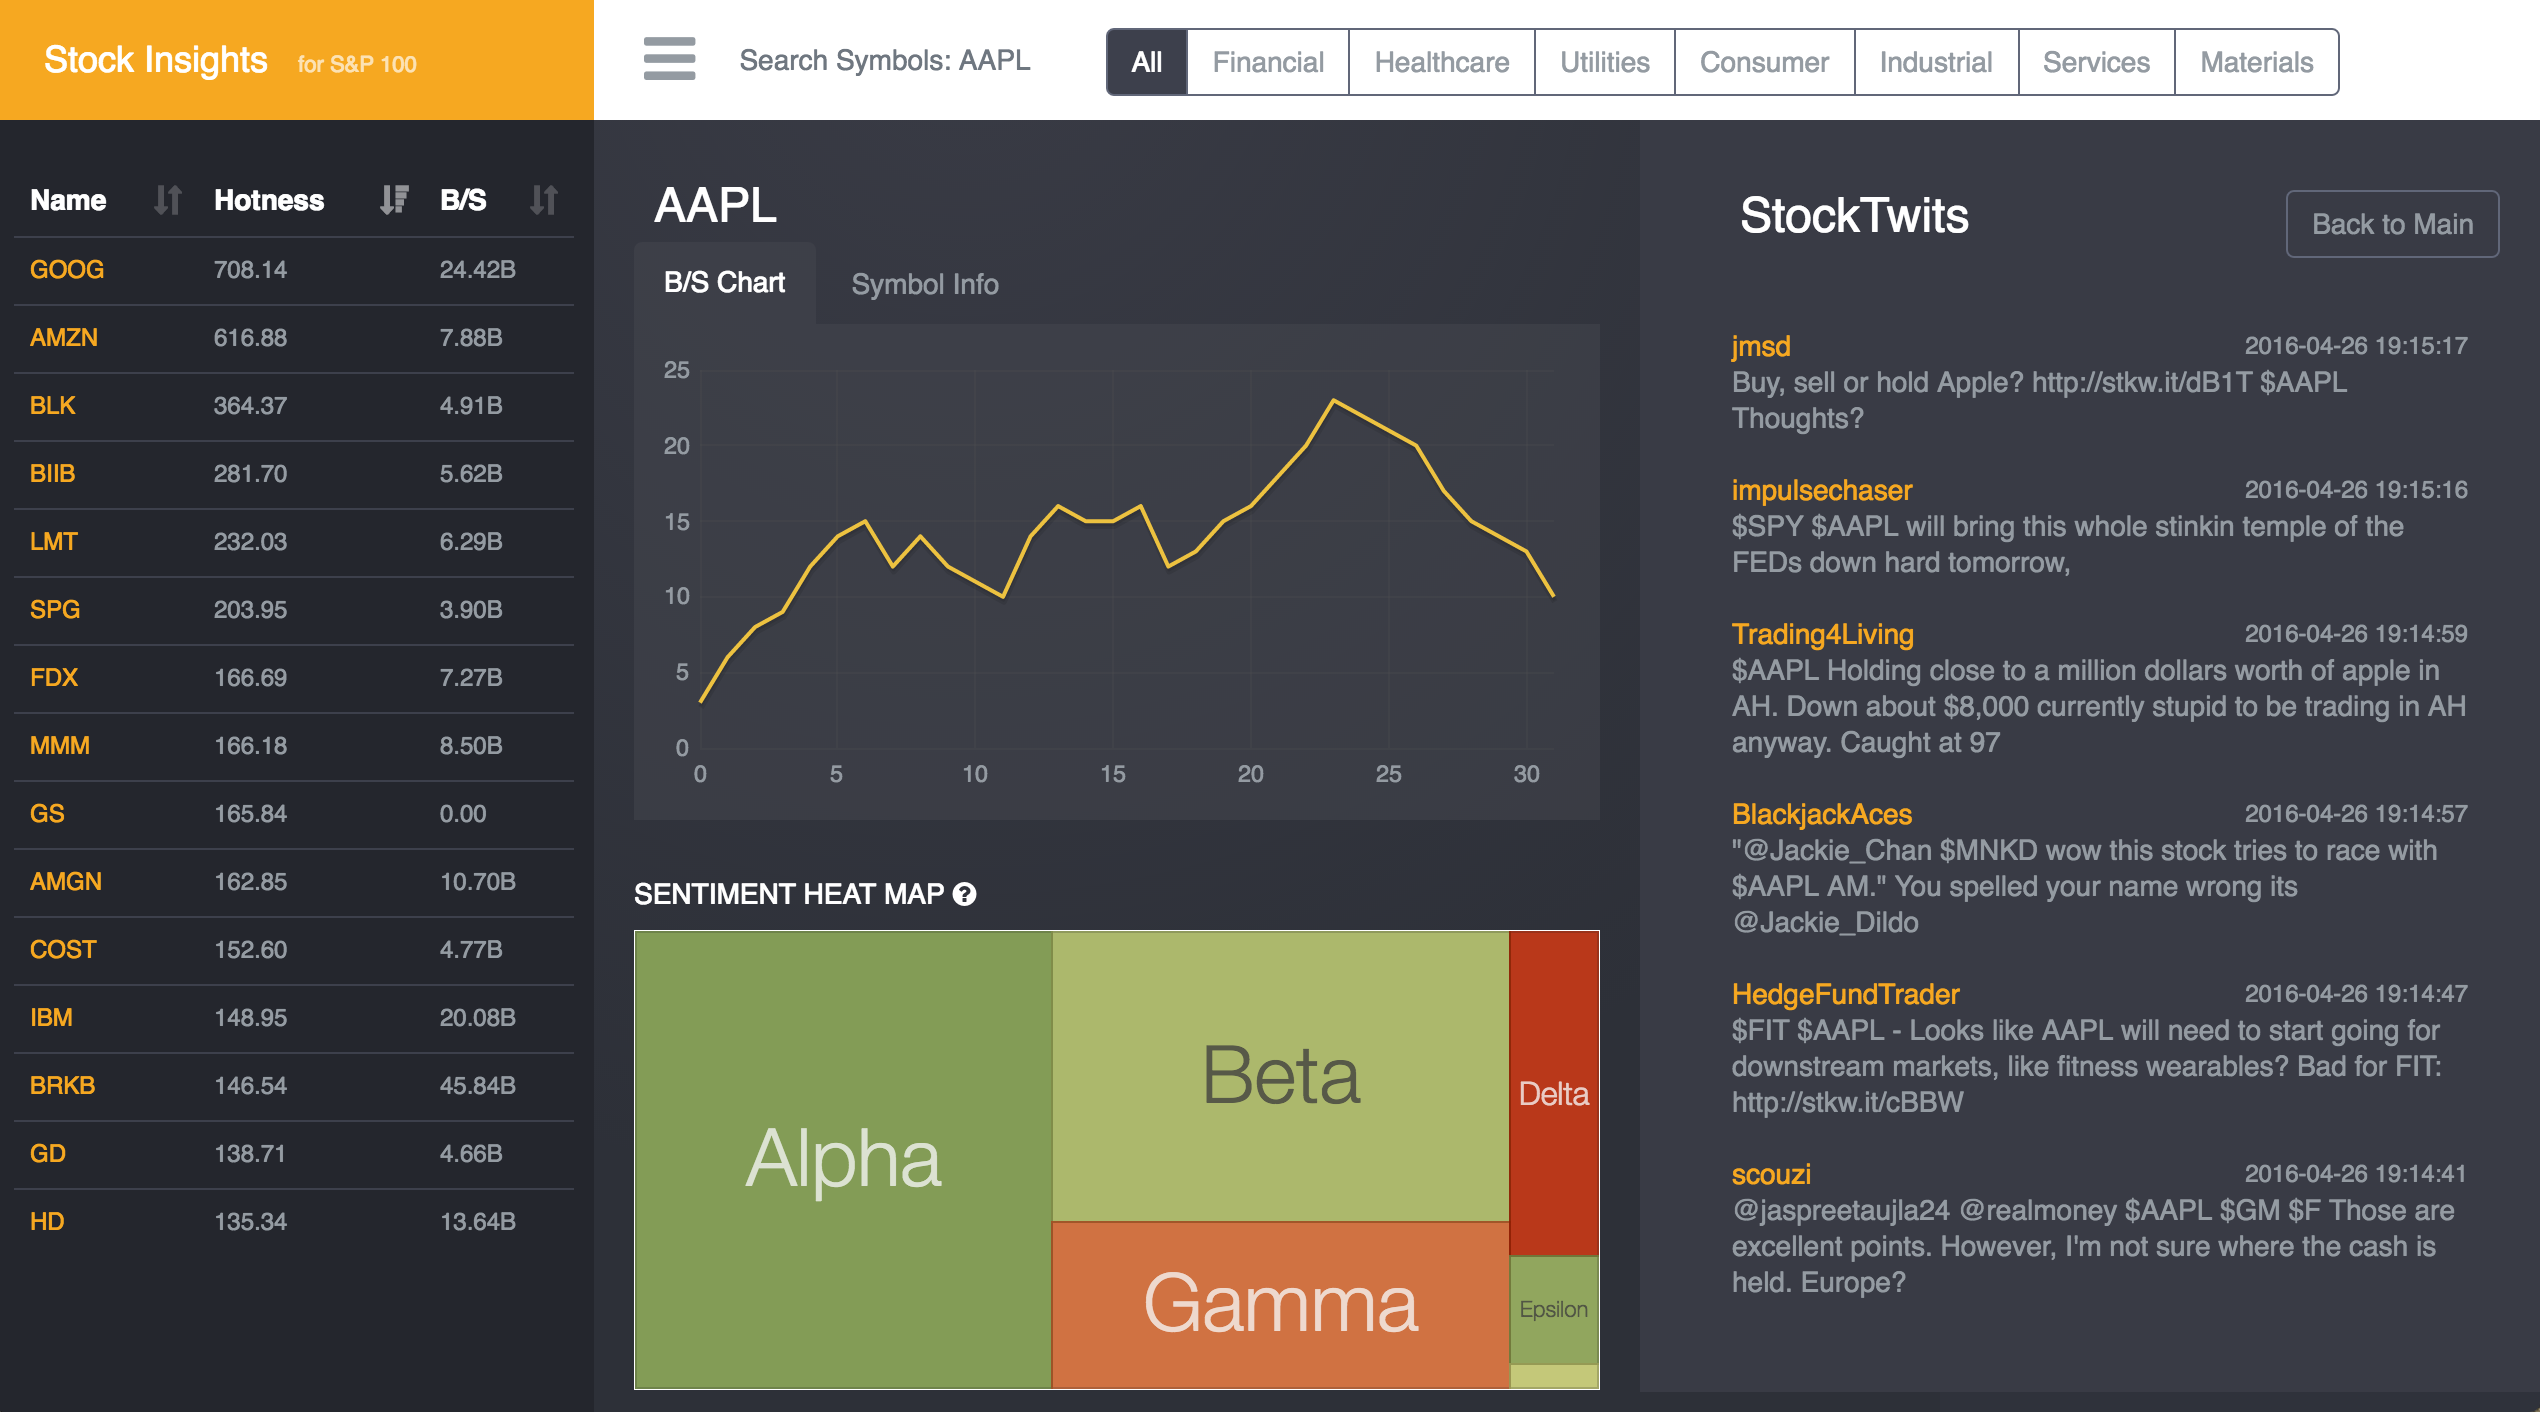 Stock Insights for S&P 100
Search Symbols: AAPL
All Financial Healthcare Utilities Consumer Industrial Services Materials
Name Hotness B/S
GOOG 708.14 24.42B
AMZN 616.88 7.88B
BLK 364.37 4.91B
BIIB 281.70 5.62B
LMT 232.03 6.29B
SPG 203.95 3.90B
FDX 166.69 7.27B
MMM 166.18 8.50B
GS 165.84 0.00
AMGN 162.85 10.70B
COST 152.60 4.77B
IBM 148.95 20.08B
BRKB 146.54 45.84B
GD 138.71 4.66B
HD 135.34 13.64B
AAPL
B/S Chart Symbol Info
25
20
15
10
5
0
0 5 10 15 20 25 30
SENTIMENT HEAT MAP ?
Alpha
Beta
Gamma
Delta
Epsilon
StockTwits
Back to Main
jmsd 2016-04-26 19:15:17
Buy, sell or hold Apple? http://stkw.it/dB1T $AAPL
Thoughts?
impulsechaser 2016-04-26 19:15:16
$SPY $AAPL will bring this whole stinkin temple of the
FEDs down hard tomorrow,
Trading4Living 2016-04-26 19:14:59
$AAPL Holding close to a million dollars worth of apple in
AH. Down about $8,000 currently stupid to be trading in AH
anyway. Caught at 97
BlackjackAces 2016-04-26 19:14:57
"@Jackie_Chan $MNKD wow this stock tries to race with
$AAPL AM." You spelled your name wrong its
@Jackie_Dildo
HedgeFundTrader 2016-04-26 19:14:47
$FIT $AAPL - Looks like AAPL will need to start going for
downstream markets, like fitness wearables? Bad for FIT:
http://stkw.it/cBBW
scouzi 2016-04-26 19:14:41
@jaspreetaujla24 @realmoney $AAPL $GM $F Those are
excellent points. However, I'm not sure where the cash is
held. Europe?